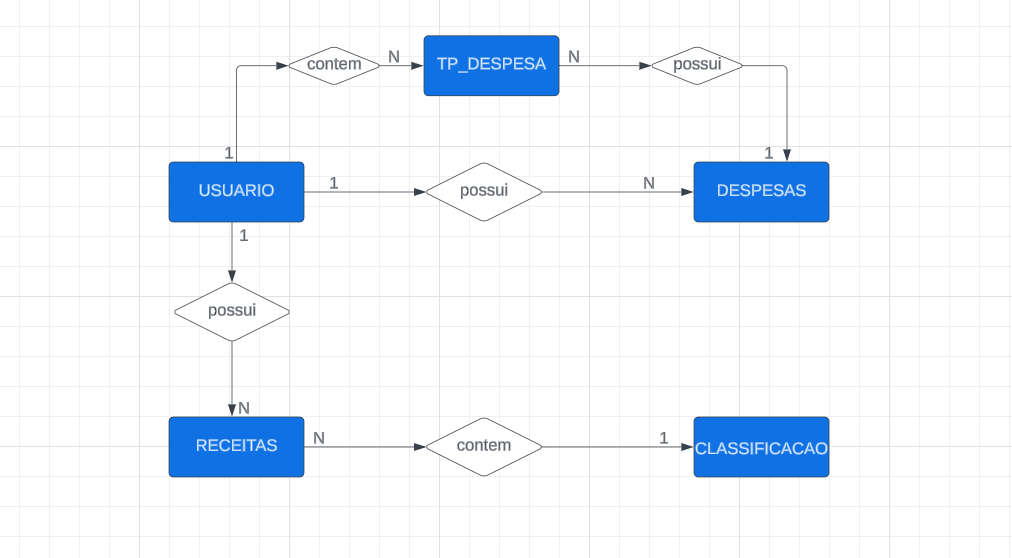 contem
N
TP_DESPESA
N
possui
1
1
USUARIO
1
possui
N
DESPESAS
1
possui
N
RECEITAS
N
contem
1
CLASSIFICACAO